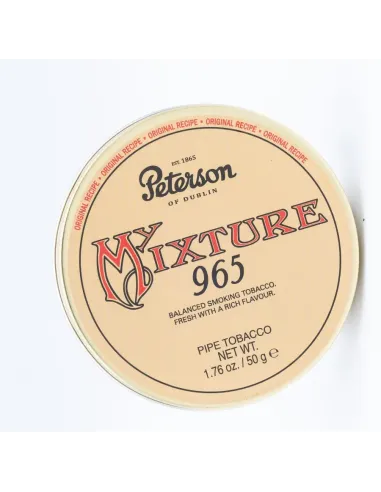 ORIGINAL RECIPE • ORIGINAL RECIPE • ORIGINAL RECIPE • ORIGINAL RECIPE
EST. 1865
Peterson
OF DUBLIN
MY MIXTURE
965
BALANCED SMOKING TOBACCO.
FRESH WITH A RICH FLAVOUR.
PIPE TOBACCO
NET WT.
1.76 oz. / 50 g e